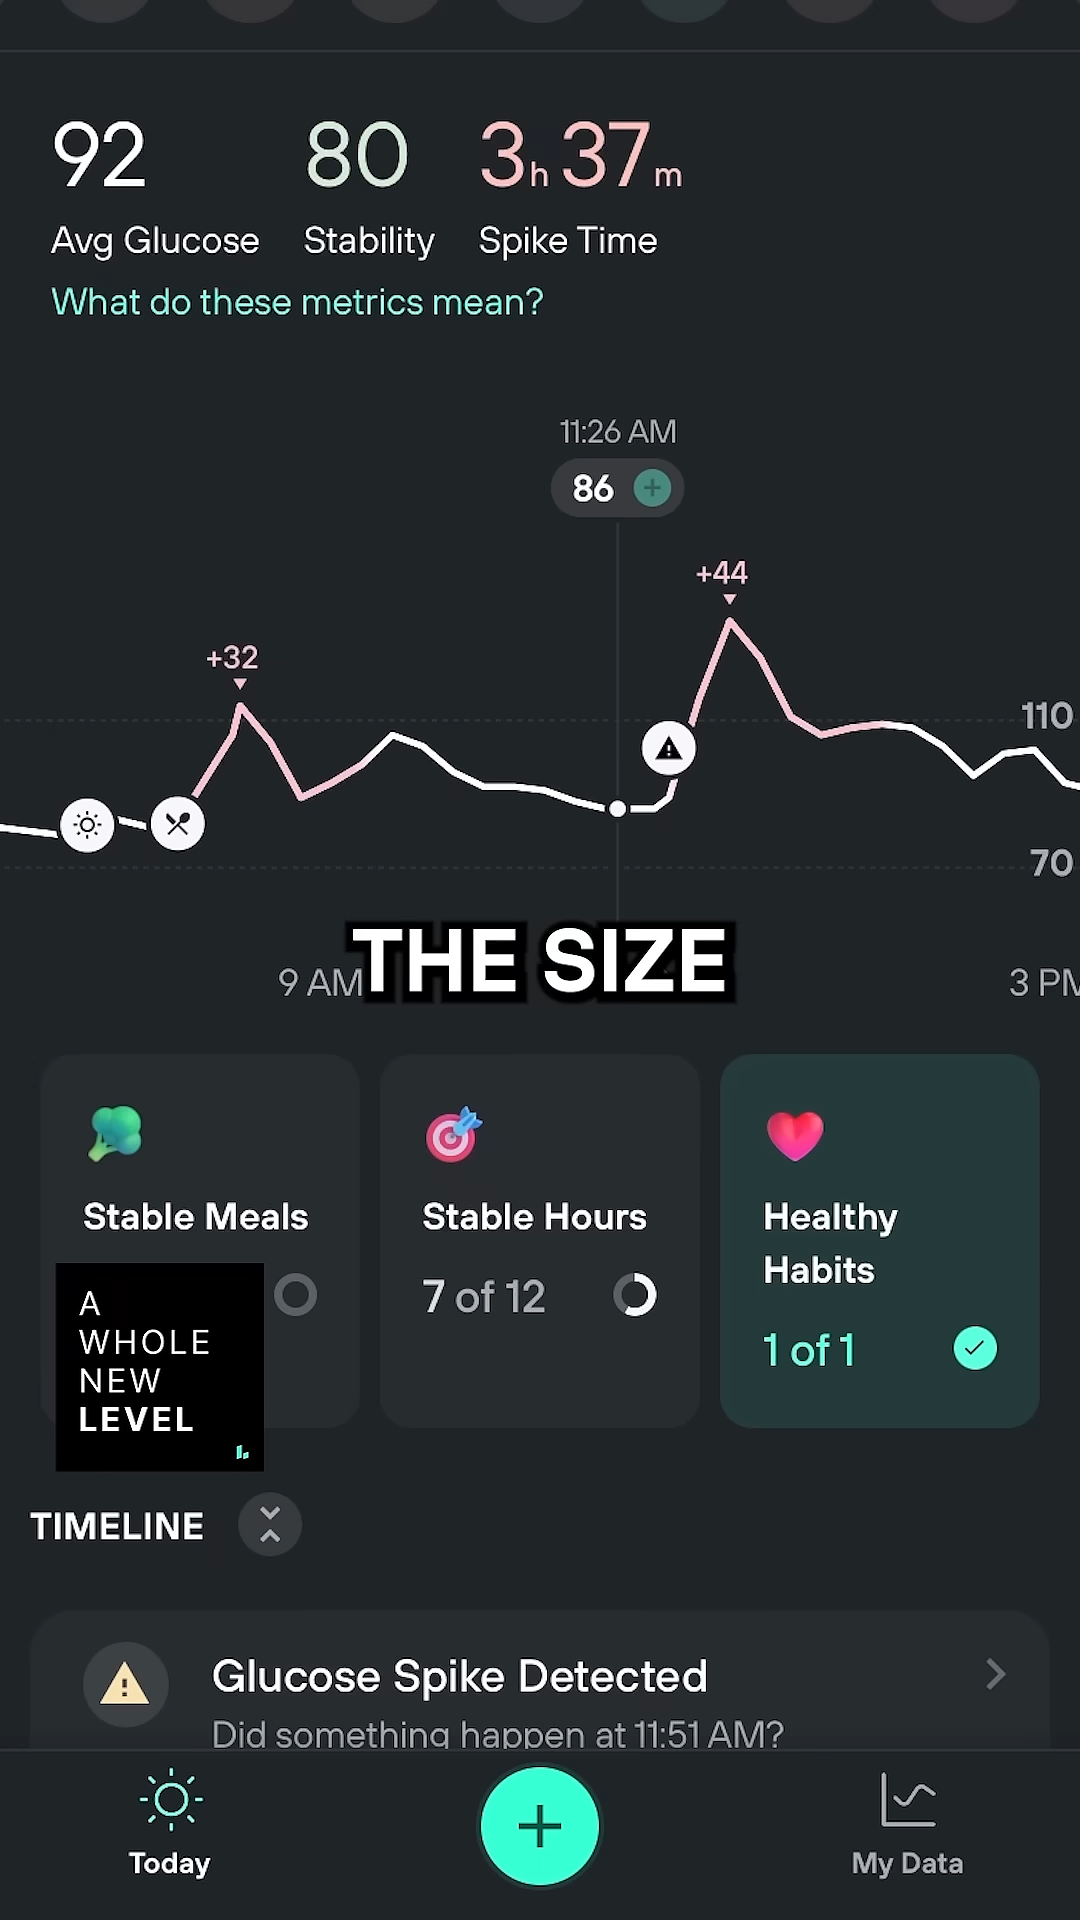 92
80
3h 37m
Avg Glucose
Stability
Spike Time
What do these metrics mean?
11:26 AM
86
+44
+32
110
70
THE SIZE
9 AM
3 PM
Stable Meals
Stable Hours
Healthy
Habits
7 of 12
1 of 1
A
WHOLE
NEW
LEVEL
TIMELINE
Glucose Spike Detected
Did something happen at 11:51 AM?
Today
My Data